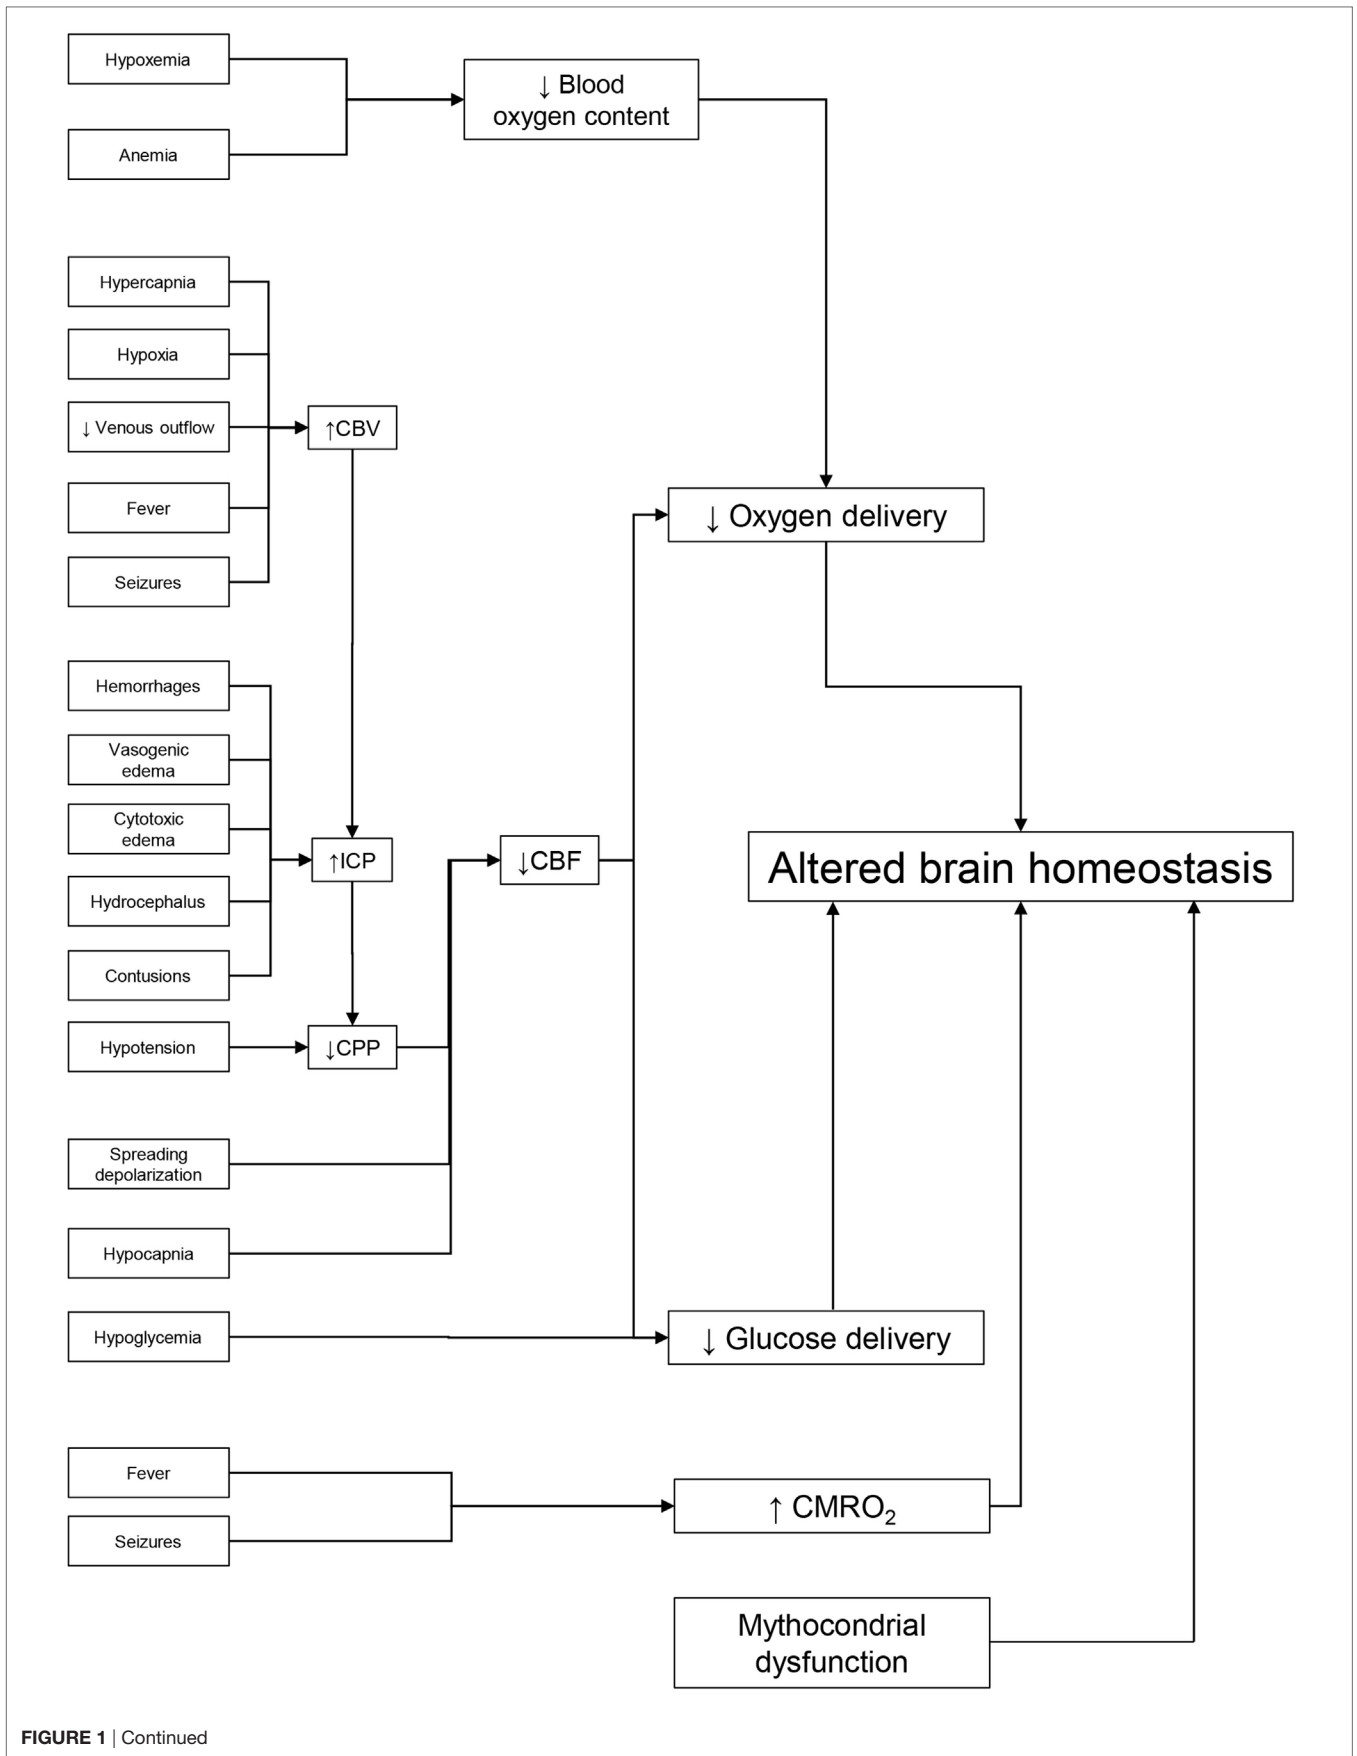 Hypoxemia
↓ Blood
oxygen content
Anemia
Hypercapnia
Hypoxia
↓ Venous outflow
↑CBV
Fever
↓ Oxygen delivery
Seizures
Hemorrhages
Vasogenic
edema
Cytotoxic
edema
↑ICP
↓CBF
Altered brain homeostasis
Hydrocephalus
Contusions
Hypotension
↓CPP
Spreading
depolarization
Hypocapnia
Hypoglycemia
↓ Glucose delivery
Fever
↑ CMRO₂
Seizures
Mythocondrial
dysfunction
FIGURE 1 | Continued